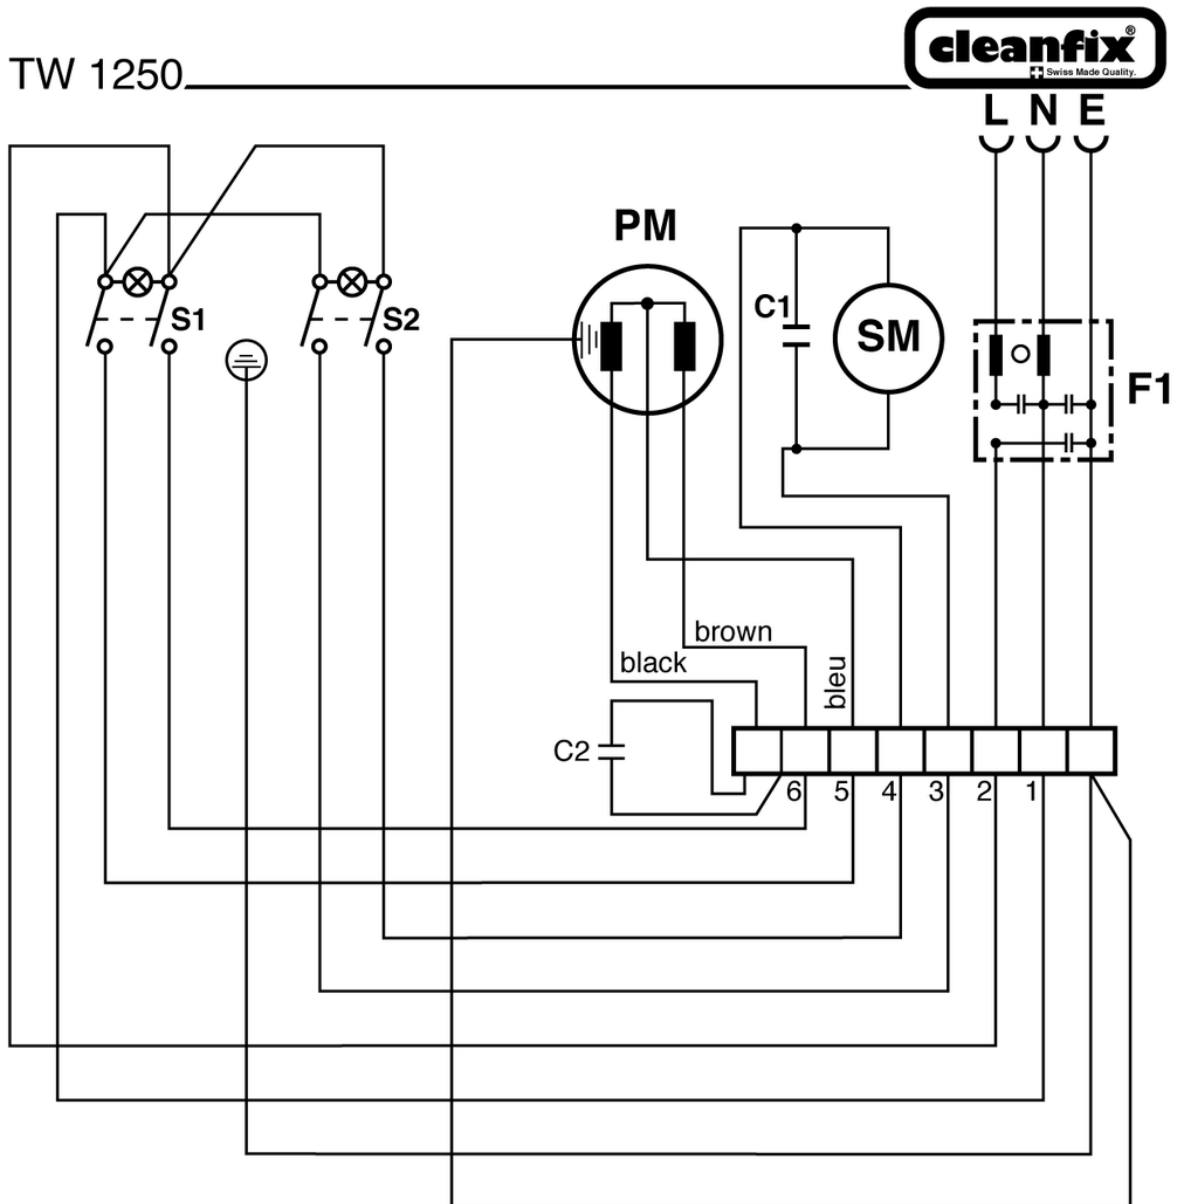 cleanfix®
Swiss Made Quality.
TW 1250
L N E
PM
C1
SM
S1
S2
F1
brown
black
bleu
C2
6 5 4 3 2 1